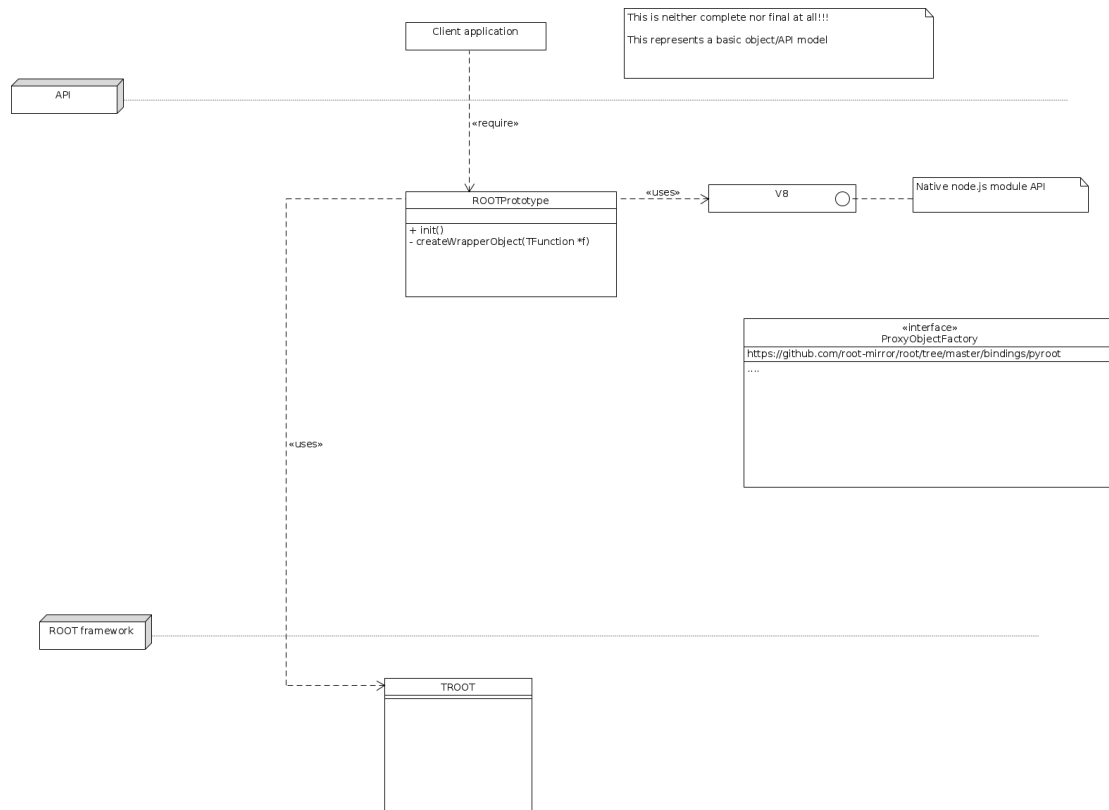 Client application
This is neither complete nor final at all!!!
This represents a basic object/API model
API
«require»
ROOTPrototype
+ init()
- createWrapperObject(TFunction *f)
«uses»
V8
Native node.js module API
«interface»
ProxyObjectFactory
https://github.com/root-mirror/root/tree/master/bindings/pyroot
....
«uses»
ROOT framework
TROOT